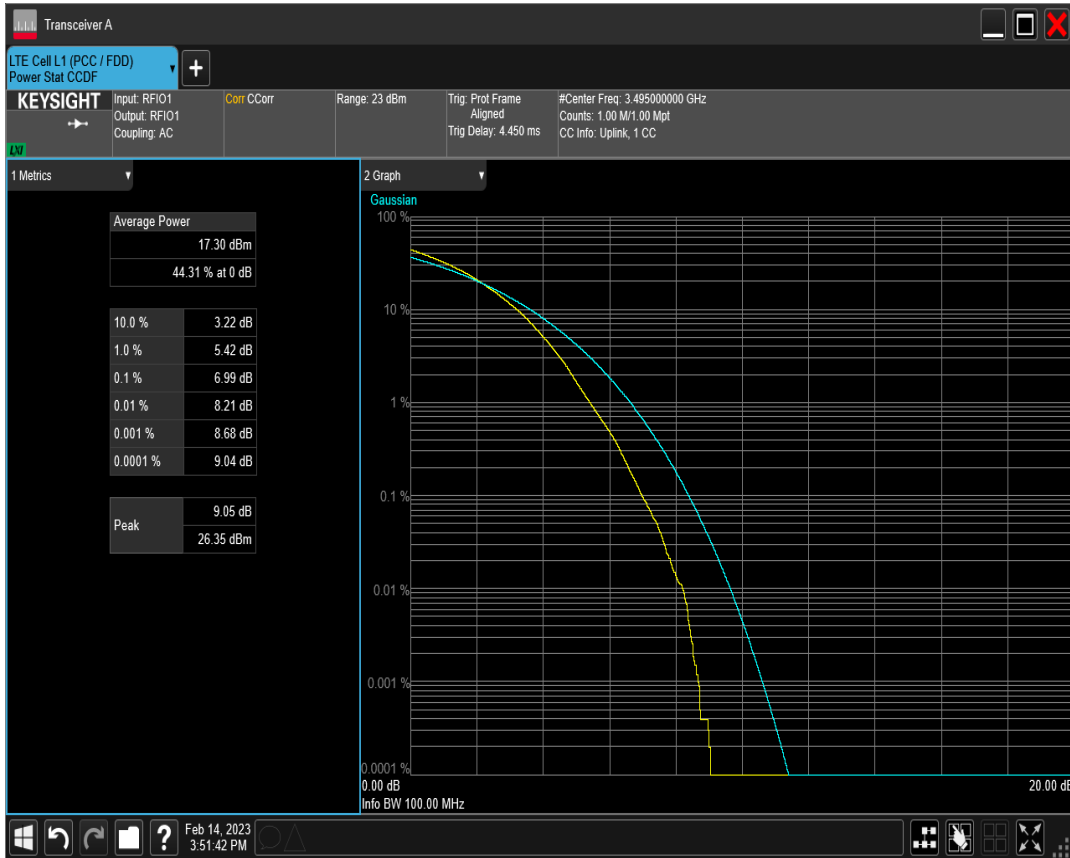 Transceiver A
LTE Cell L1 (PCC / FDD)
Power Stat CCDF
+
KEYSIGHT
LXI
Input: RFIO1
Output: RFIO1
Coupling: AC
Corr CCorr
Range: 23 dBm
Trig: Prot Frame
Aligned
Trig Delay: 4.450 ms
#Center Freq: 3.495000000 GHz
Counts: 1.00 M/1.00 Mpt
CC Info: Uplink, 1 CC
1 Metrics
Average Power
17.30 dBm
44.31 % at 0 dB
10.0 % 3.22 dB
1.0 % 5.42 dB
0.1 % 6.99 dB
0.01 % 8.21 dB
0.001 % 8.68 dB
0.0001 % 9.04 dB
Peak
9.05 dB
26.35 dBm
2 Graph
Gaussian
100 %
10 %
1 %
0.1 %
0.01 %
0.001 %
0.0001 %
0.00 dB 20.00 dB
Info BW 100.00 MHz
?
Feb 14, 2023
3:51:42 PM